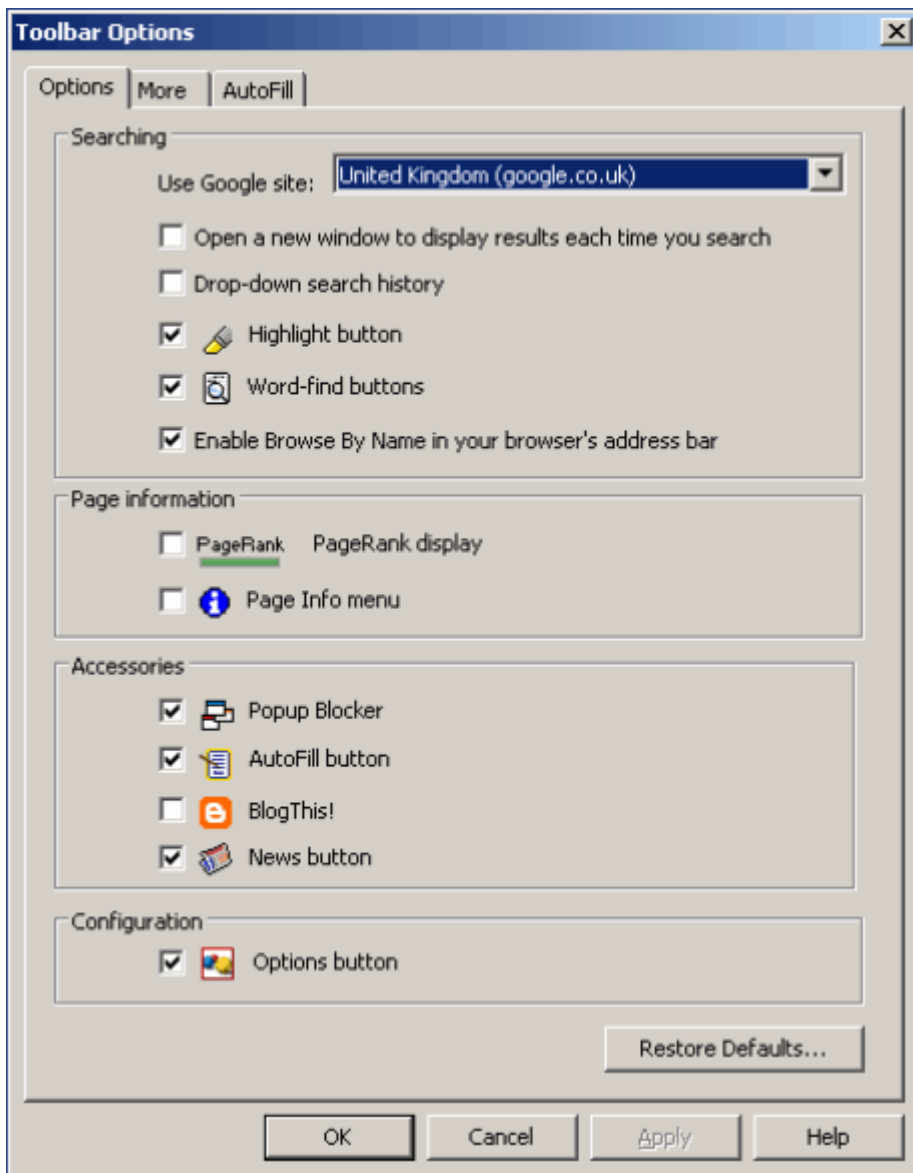 Toolbar Options
Options More AutoFill
Searching
Use Google site: United Kingdom (google.co.uk)
Open a new window to display results each time you search
Drop-down search history
Highlight button
Word-find buttons
Enable Browse By Name in your browser's address bar
Page information
PageRank PageRank display
Page Info menu
Accessories
Popup Blocker
AutoFill button
BlogThis!
News button
Configuration
Options button
Restore Defaults...
OK Cancel Apply Help